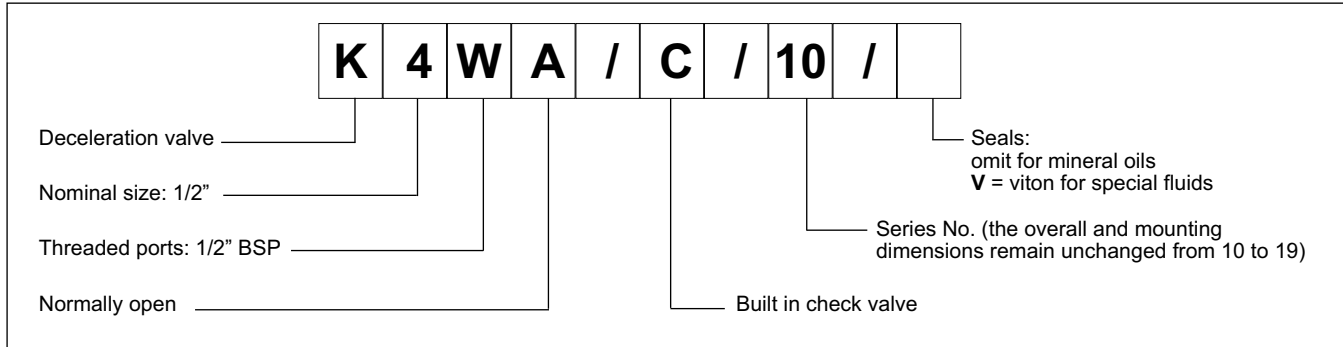 K 4 W A / C / 10 /
Deceleration valve
Nominal size: 1/2”
Threaded ports: 1/2” BSP
Normally open
Seals:
omit for mineral oils
V = viton for special fluids
Series No. (the overall and mounting
dimensions remain unchanged from 10 to 19)
Built in check valve